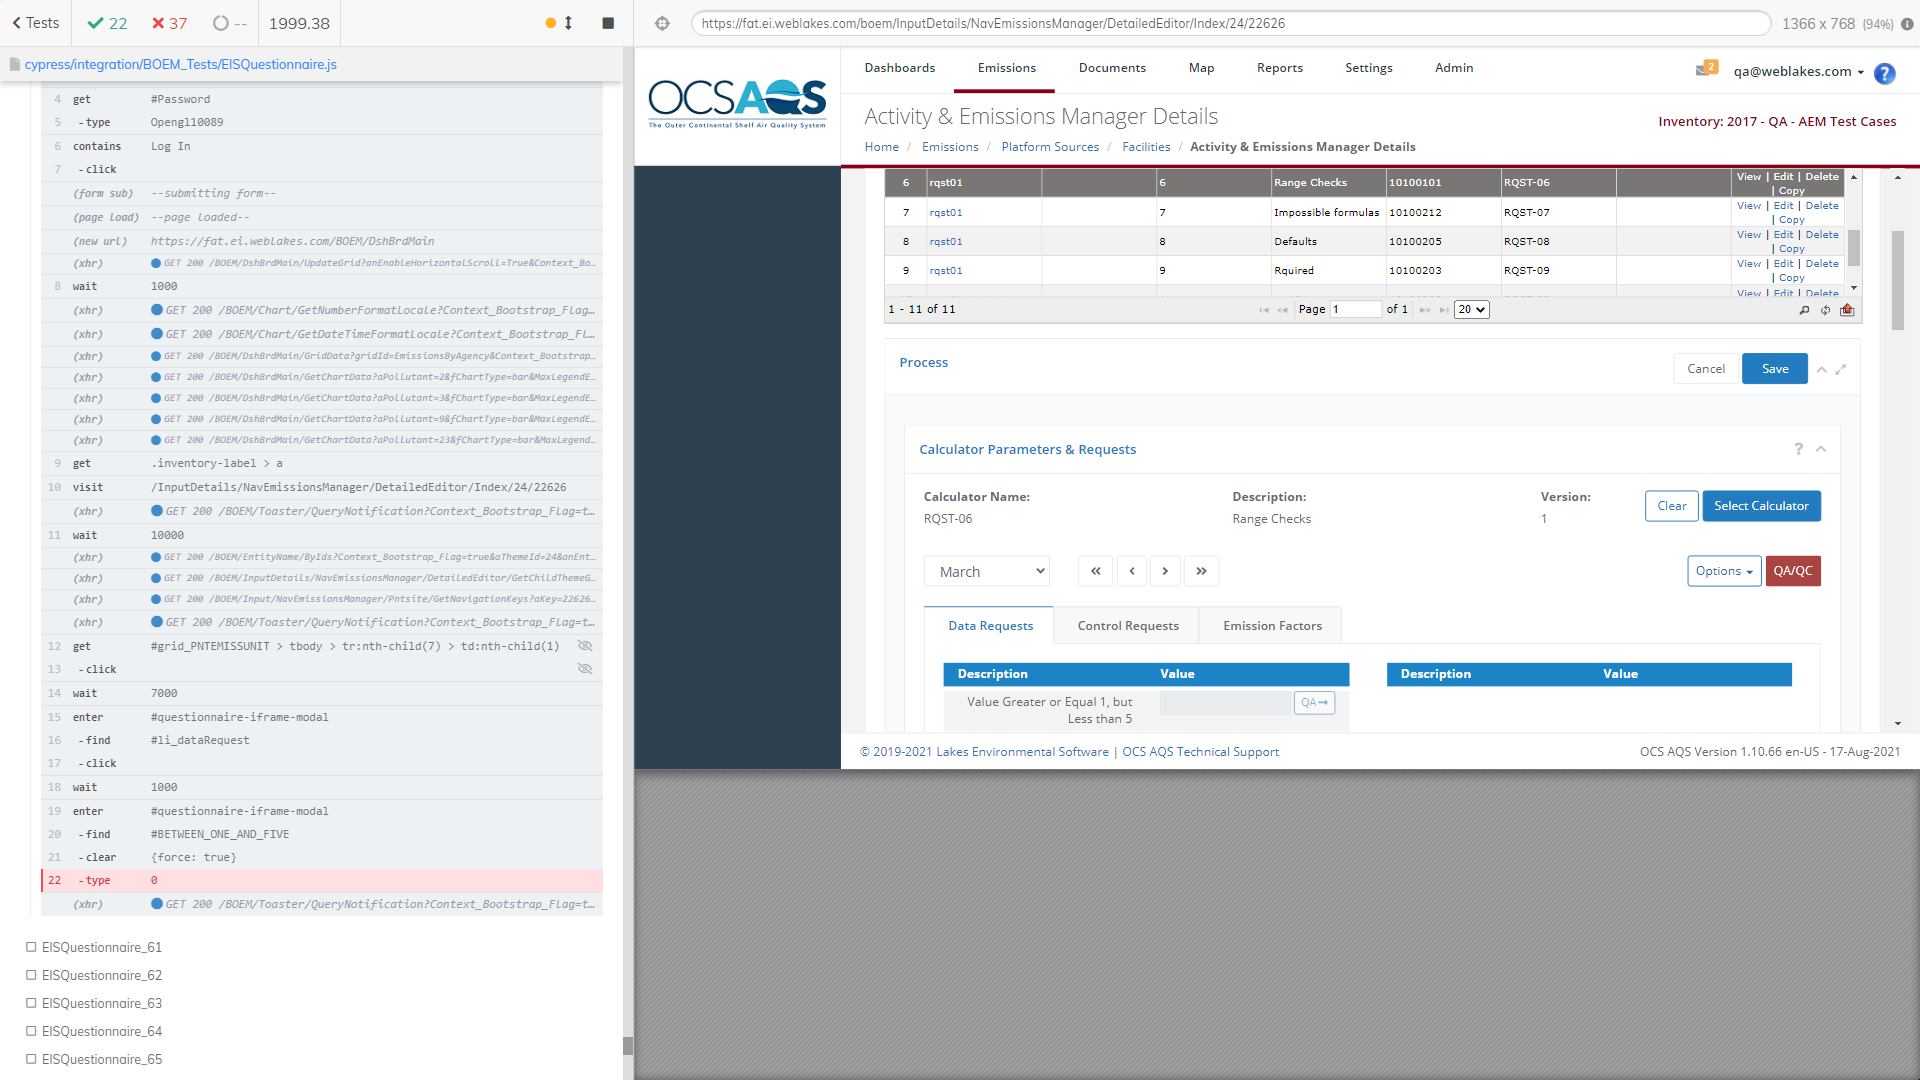 Tests 22 37 -- 1999.38
cypress/integration/BOEM_Tests/EISQuestionnaire.js
4 get #Password
5 -type Opengl10089
6 contains Log In
7 -click
(form sub) --submitting form--
(page load) --page loaded--
(new url) https://fat.ei.weblakes.com/BOEM/DshBrdMain
(xhr) GET 200 /BOEM/DshBrdMain/UpdateGrid?anEnableHorizontalScroll=True&Context_Bo...
8 wait 1000
(xhr) GET 200 /BOEM/Chart/GetNumberFormatLocale?Context_Bootstrap_Flag...
(xhr) GET 200 /BOEM/Chart/GetDateTimeFormatLocale?Context_Bootstrap_Fl...
(xhr) GET 200 /BOEM/DshBrdMain/GridData?gridId=EmissionsByAgency&Context_Bootstrap...
(xhr) GET 200 /BOEM/DshBrdMain/GetChartData?aPollutant=2&fChartType=bar&MaxLegendE...
(xhr) GET 200 /BOEM/DshBrdMain/GetChartData?aPollutant=3&fChartType=bar&MaxLegendE...
(xhr) GET 200 /BOEM/DshBrdMain/GetChartData?aPollutant=9&fChartType=bar&MaxLegendE...
(xhr) GET 200 /BOEM/DshBrdMain/GetChartData?aPollutant=23&fChartType=bar&MaxLegend...
9 get .inventory-label > a
10 visit /InputDetails/NavEmissionsManager/DetailedEditor/Index/24/22626
(xhr) GET 200 /BOEM/Toaster/QueryNotification?Context_Bootstrap_Flag=t...
11 wait 10000
(xhr) GET 200 /BOEM/EntityName/ByIds?Context_Bootstrap_Flag=true&aThemeId=24&anEnt...
(xhr) GET 200 /BOEM/InputDetails/NavEmissionsManager/DetailedEditor/GetChildThemeG...
(xhr) GET 200 /BOEM/Input/NavEmissionsManager/Pntsite/GetNavigationKeys?aKey=22626...
(xhr) GET 200 /BOEM/Toaster/QueryNotification?Context_Bootstrap_Flag=t...
12 get #grid_PNTEMISSUNIT > tbody > tr:nth-child(7) > td:nth-child(1)
13 -click
14 wait 7000
15 enter #questionnaire-iframe-modal
16 -find #li_dataRequest
17 -click
18 wait 1000
19 enter #questionnaire-iframe-modal
20 -find #BETWEEN_ONE_AND_FIVE
21 -clear {force: true}
22 -type 0
(xhr) GET 200 /BOEM/Toaster/QueryNotification?Context_Bootstrap_Flag=t...
EISQuestionnaire_61
EISQuestionnaire_62
EISQuestionnaire_63
EISQuestionnaire_64
EISQuestionnaire_65
https://fat.ei.weblakes.com/boem/InputDetails/NavEmissionsManager/DetailedEditor/Index/24/22626 1366 x 768 (94%)
OCSAQS
The Outer Continental Shelf Air Quality System
Dashboards Emissions Documents Map Reports Settings Admin 2 qa@weblakes.com ?
Activity & Emissions Manager Details
Inventory: 2017 - QA - AEM Test Cases
Home / Emissions / Platform Sources / Facilities / Activity & Emissions Manager Details
6 rqst01 6 Range Checks 10100101 RQST-06 View | Edit | Delete | Copy
7 rqst01 7 Impossible formulas 10100212 RQST-07 View | Edit | Delete | Copy
8 rqst01 8 Defaults 10100205 RQST-08 View | Edit | Delete | Copy
9 rqst01 9 Rquired 10100203 RQST-09 View | Edit | Delete | Copy
View | Edit | Delete
1 - 11 of 11 Page 1 of 1 20
Process Cancel Save
Calculator Parameters & Requests ?
Calculator Name: Description: Version:
RQST-06 Range Checks 1 Clear Select Calculator
March « ‹ › » Options QA/QC
Data Requests Control Requests Emission Factors
Description Value Description Value
Value Greater or Equal 1, but QA
Less than 5
© 2019-2021 Lakes Environmental Software | OCS AQS Technical Support OCS AQS Version 1.10.66 en-US - 17-Aug-2021